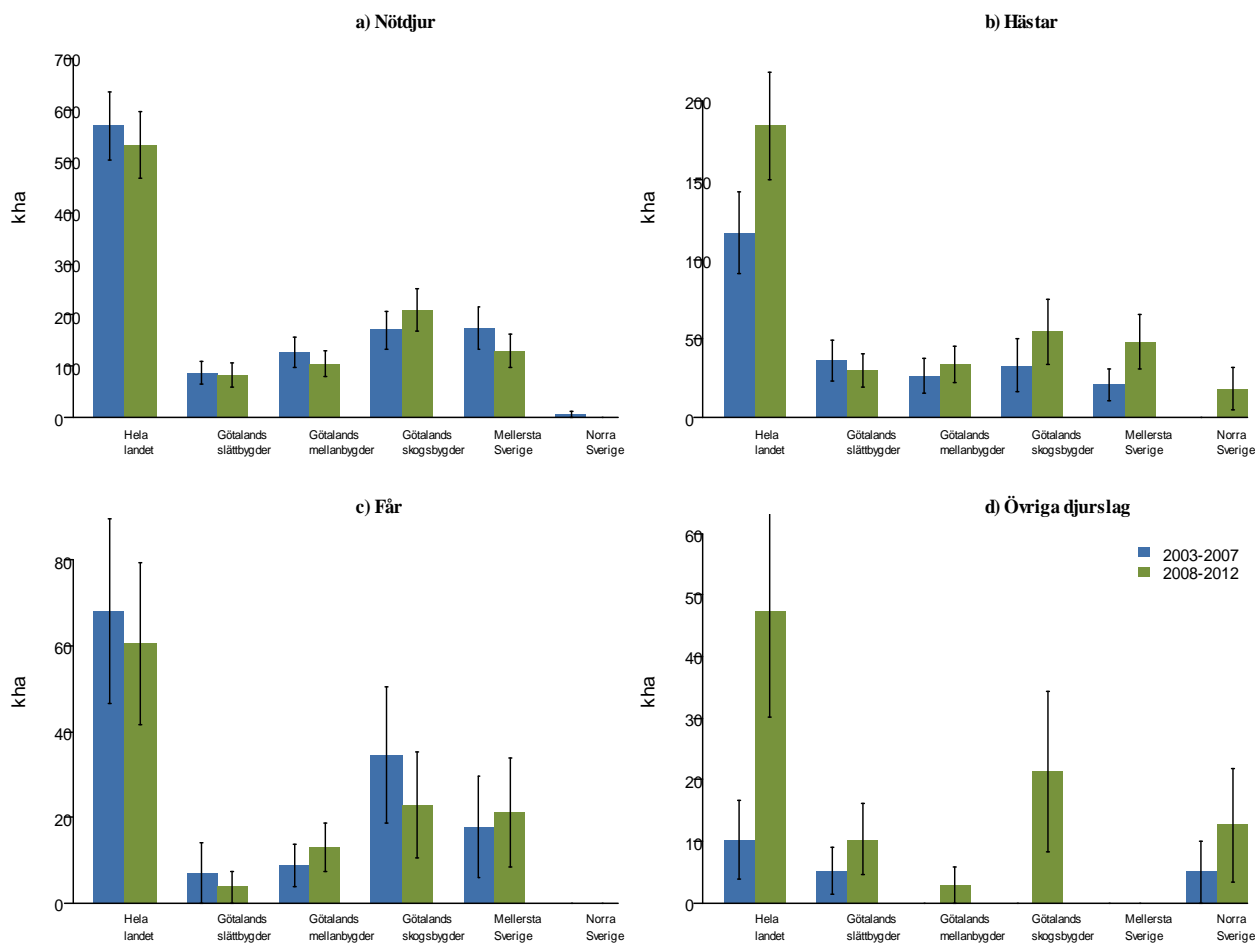 a) Nötdjur
700
600
500
400
300
200
100
0
kha
Hela
landet
Götalands
slättbygder
Götalands
mellanbygder
Götalands
skogsbygder
Mellersta
Sverige
Norra
Sverige
b) Hästar
200
150
100
50
0
kha
Hela
landet
Götalands
slättbygder
Götalands
mellanbygder
Götalands
skogsbygder
Mellersta
Sverige
Norra
Sverige
c) Får
80
60
40
20
0
kha
Hela
landet
Götalands
slättbygder
Götalands
mellanbygder
Götalands
skogsbygder
Mellersta
Sverige
Norra
Sverige
d) Övriga djurslag
60
50
40
30
20
10
0
kha
2003-2007
2008-2012
Hela
landet
Götalands
slättbygder
Götalands
mellanbygder
Götalands
skogsbygder
Mellersta
Sverige
Norra
Sverige